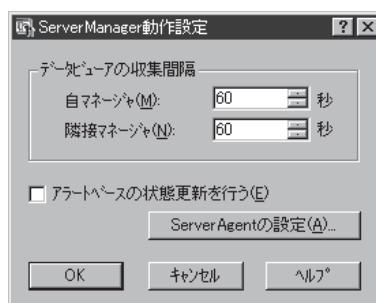 ServerManager動作設定
データビューアの収集間隔
自マネージャ(M): 60 秒
隣接マネージャ(N): 60 秒
アラートベースの状態更新を行う(E)
ServerAgentの設定(A)...
OK キャンセル ヘルプ